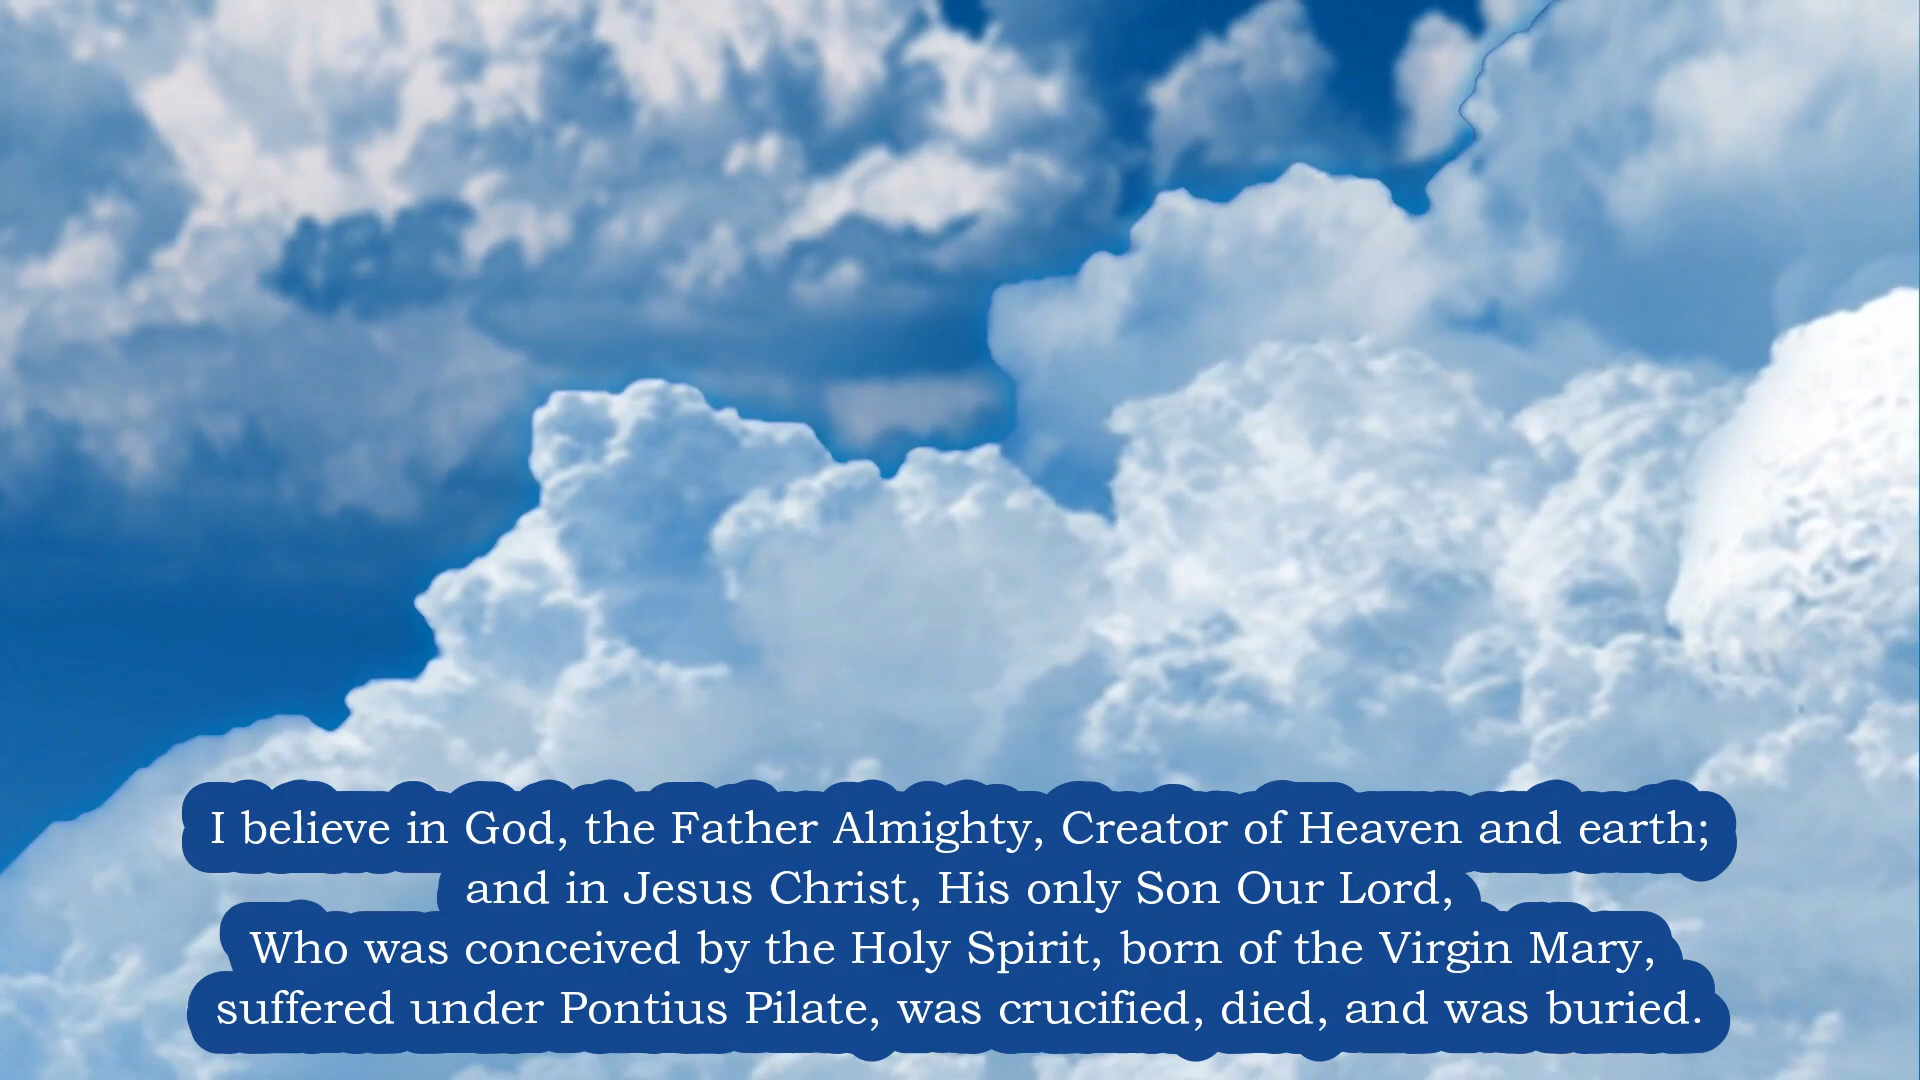 I believe in God, the Father Almighty, Creator of Heaven and earth;
and in Jesus Christ, His only Son Our Lord,
Who was conceived by the Holy Spirit, born of the Virgin Mary,
suffered under Pontius Pilate, was crucified, died, and was buried.